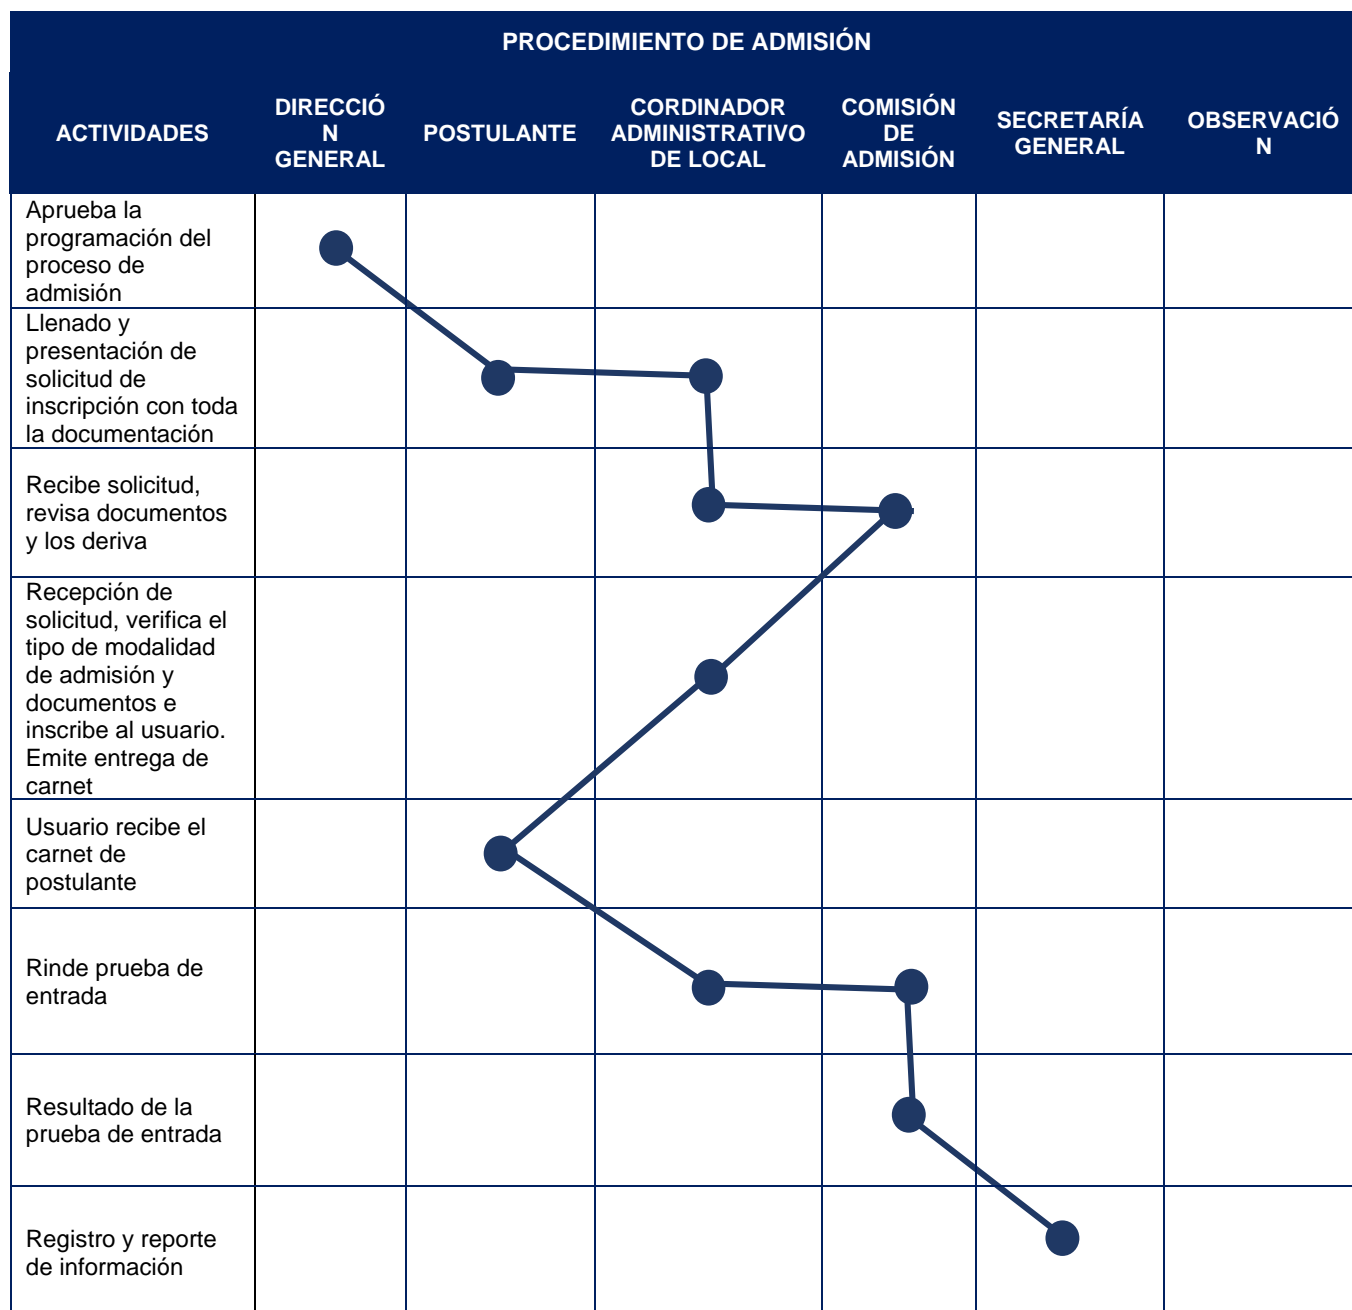 PROCEDIMIENTO DE ADMISIÓN
ACTIVIDADES
DIRECCIÓ
N
GENERAL
POSTULANTE
CORDINADOR
ADMINISTRATIVO
DE LOCAL
COMISIÓN
DE
ADMISIÓN
SECRETARÍA
GENERAL
OBSERVACIÓ
N
Aprueba la
programación del
proceso de
admisión
Llenado y
presentación de
solicitud de
inscripción con toda
la documentación
Recibe solicitud,
revisa documentos
y los deriva
Recepción de
solicitud, verifica el
tipo de modalidad
de admisión y
documentos e
inscribe al usuario.
Emite entrega de
carnet
Usuario recibe el
carnet de
postulante
Rinde prueba de
entrada
Resultado de la
prueba de entrada
Registro y reporte
de información